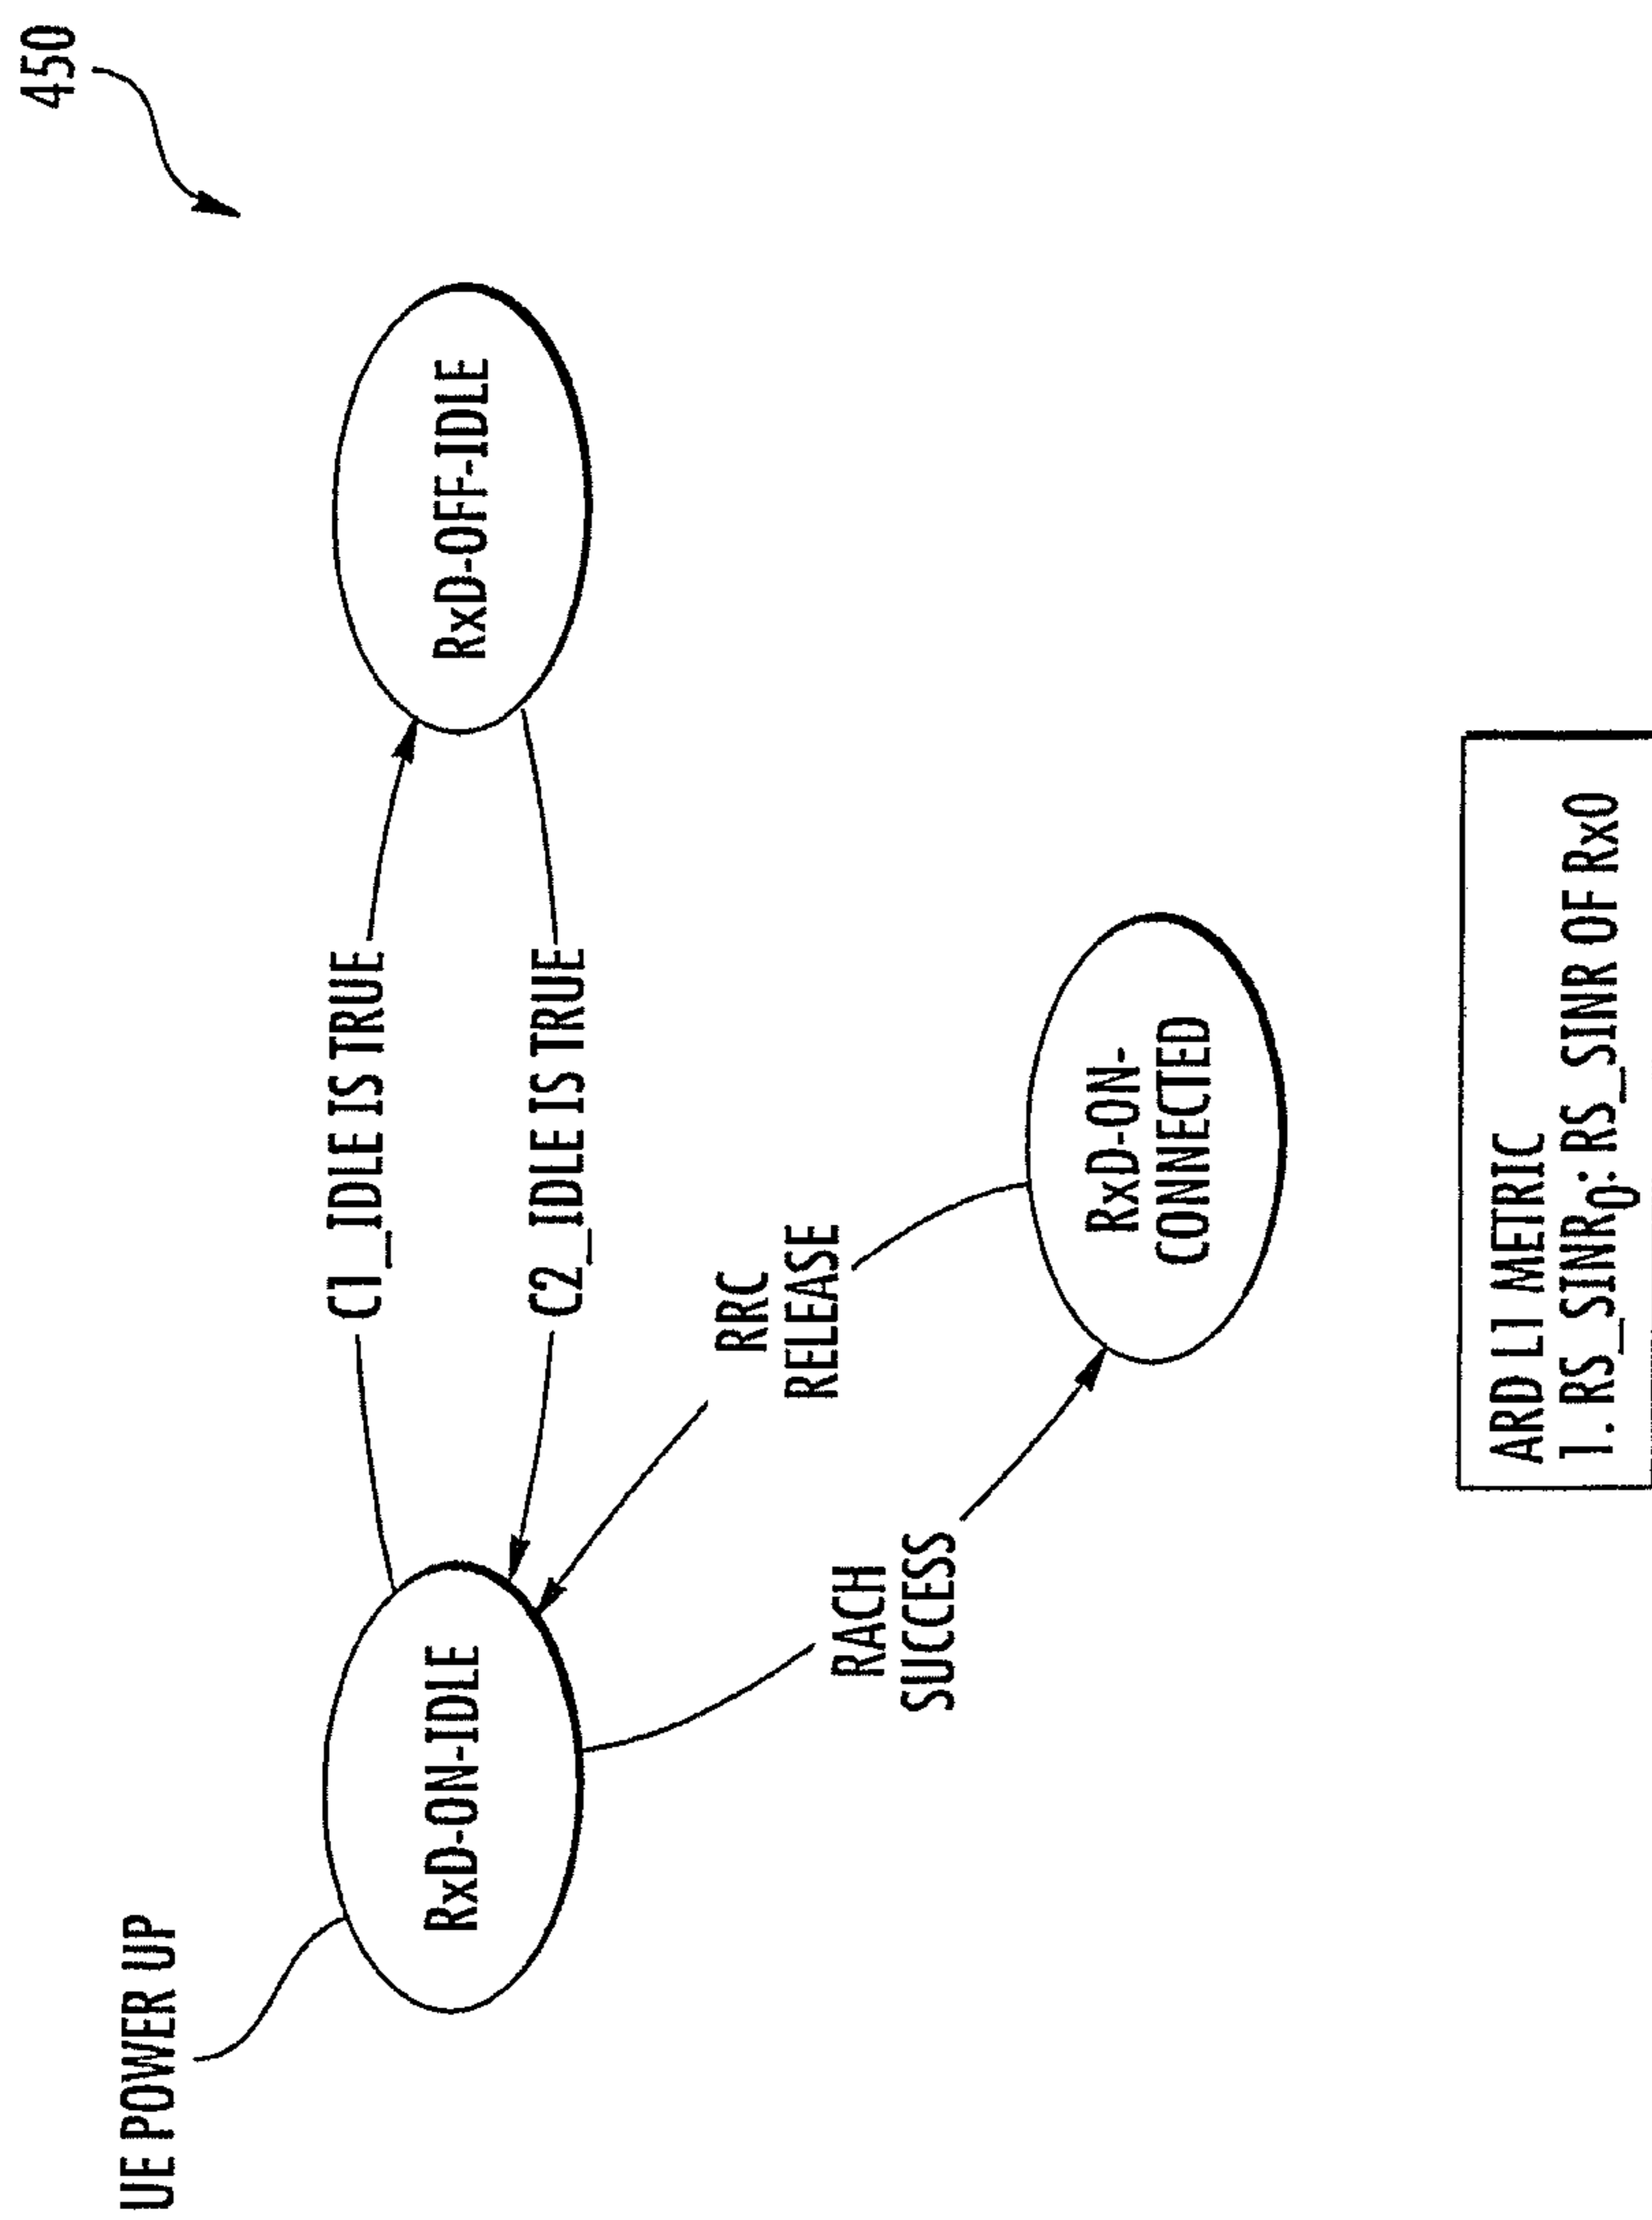 450
UE POWER UP
RxD-ON-IDLE
C1_IDLE IS TRUE
C2_IDLE IS TRUE
RxD-OFF-IDLE
RRC
RELEASE
RACH
SUCCESS
RxD-ON-
CONNECTED
ARD L1 METRIC
1. RS_SINR0: RS_SINR OF Rx0